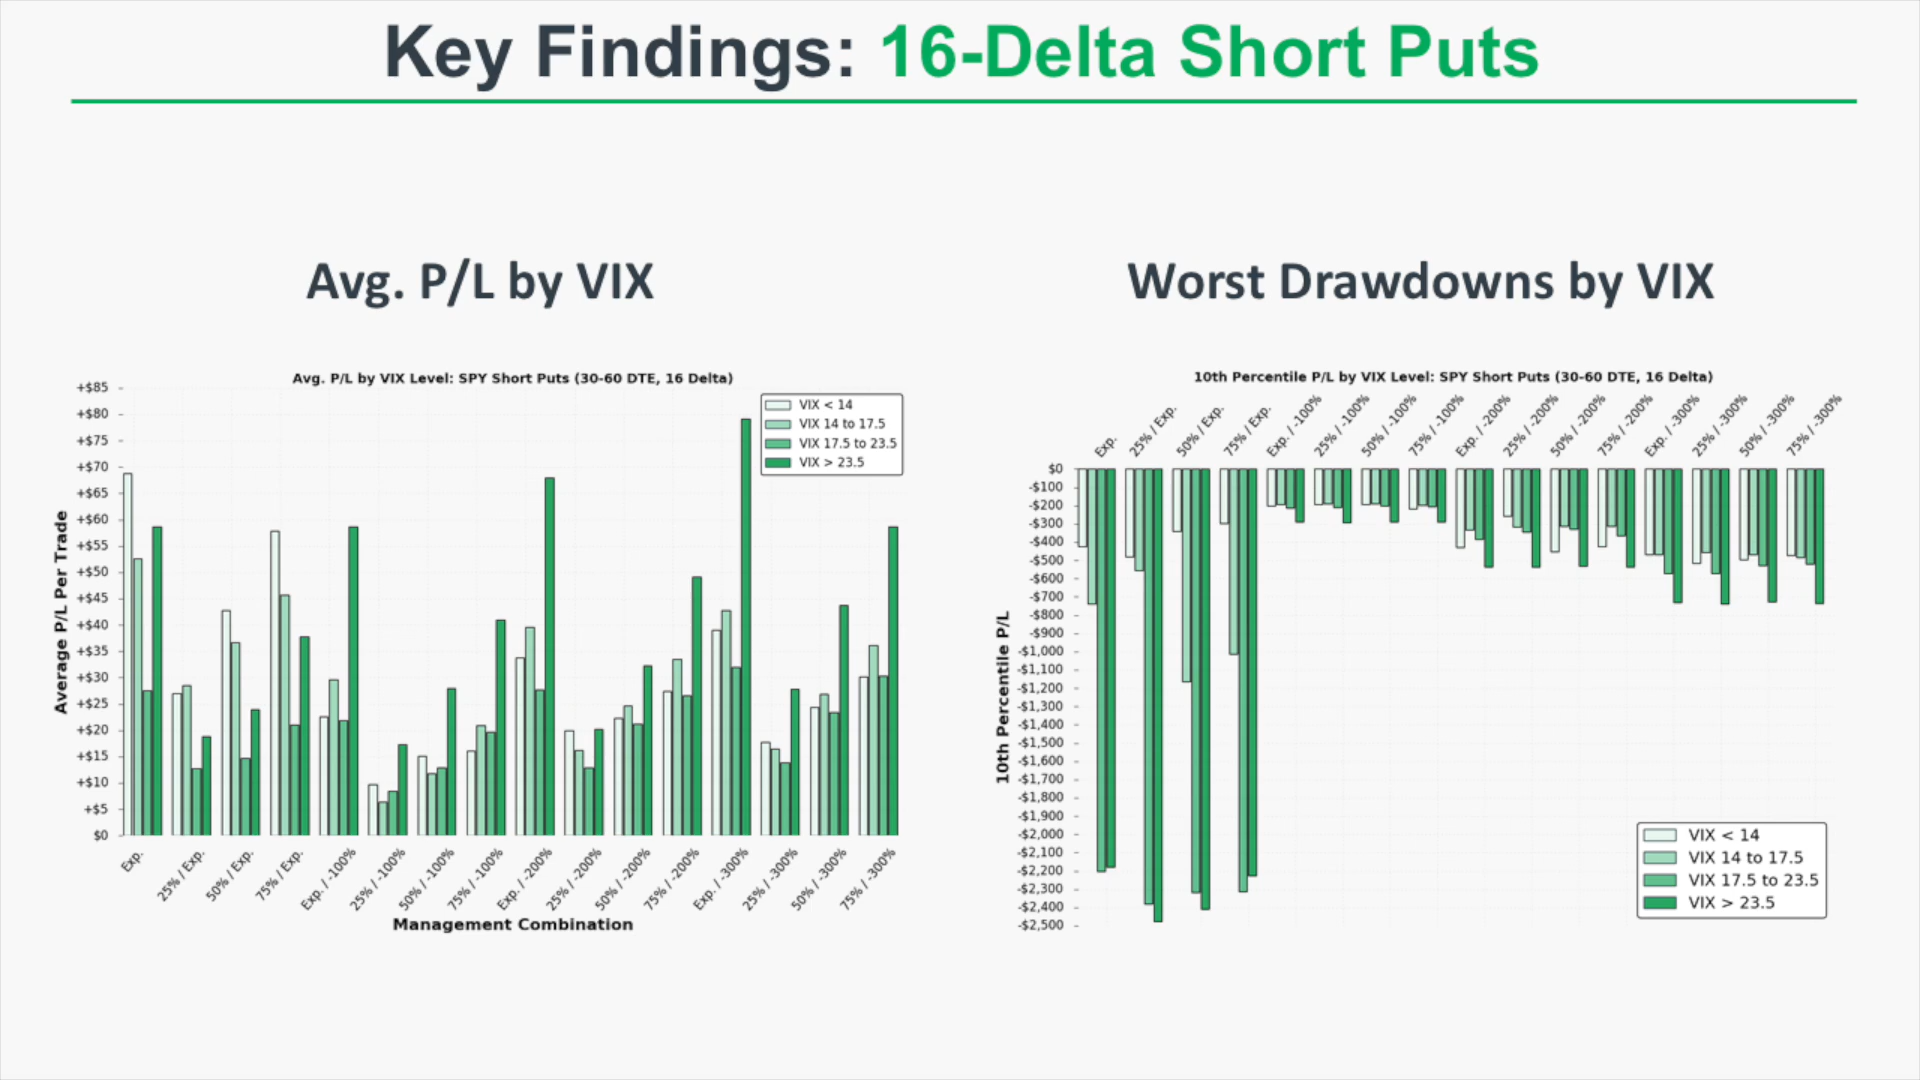 Key Findings: 16-Delta Short Puts
Avg. P/L by VIX
Avg. P/L by VIX Level: SPY Short Puts (30-60 DTE, 16 Delta)
Average P/L Per Trade
+$85
+$80
+$75
+$70
+$65
+$60
+$55
+$50
+$45
+$40
+$35
+$30
+$25
+$20
+$15
+$10
+$5
$0
VIX < 14
VIX 14 to 17.5
VIX 17.5 to 23.5
VIX > 23.5
Exp.
25% / Exp.
50% / Exp.
75% / Exp.
Exp. / -100%
25% / -100%
50% / -100%
75% / -100%
Exp. / -200%
25% / -200%
50% / -200%
75% / -200%
Exp. / -300%
25% / -300%
50% / -300%
75% / -300%
Management Combination
Worst Drawdowns by VIX
10th Percentile P/L by VIX Level: SPY Short Puts (30-60 DTE, 16 Delta)
Exp.
25% / Exp.
50% / Exp.
75% / Exp.
Exp. / -100%
25% / -100%
50% / -100%
75% / -100%
Exp. / -200%
25% / -200%
50% / -200%
75% / -200%
Exp. / -300%
25% / -300%
50% / -300%
75% / -300%
10th Percentile P/L
$0
-$100
-$200
-$300
-$400
-$500
-$600
-$700
-$800
-$900
-$1,000
-$1,100
-$1,200
-$1,300
-$1,400
-$1,500
-$1,600
-$1,700
-$1,800
-$1,900
-$2,000
-$2,100
-$2,200
-$2,300
-$2,400
-$2,500
VIX < 14
VIX 14 to 17.5
VIX 17.5 to 23.5
VIX > 23.5